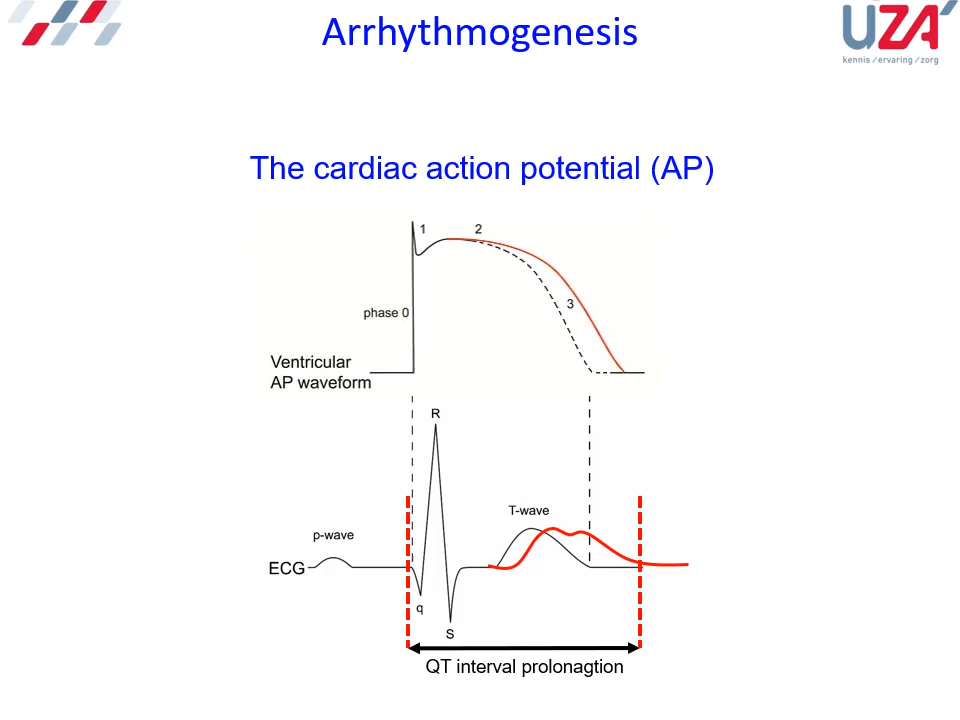 Arrhythmogenesis
UZA
kennis / ervaring / zorg
The cardiac action potential (AP)
1
2
3
phase 0
Ventricular
AP waveform
R
T-wave
p-wave
ECG
q
S
QT interval prolonagtion